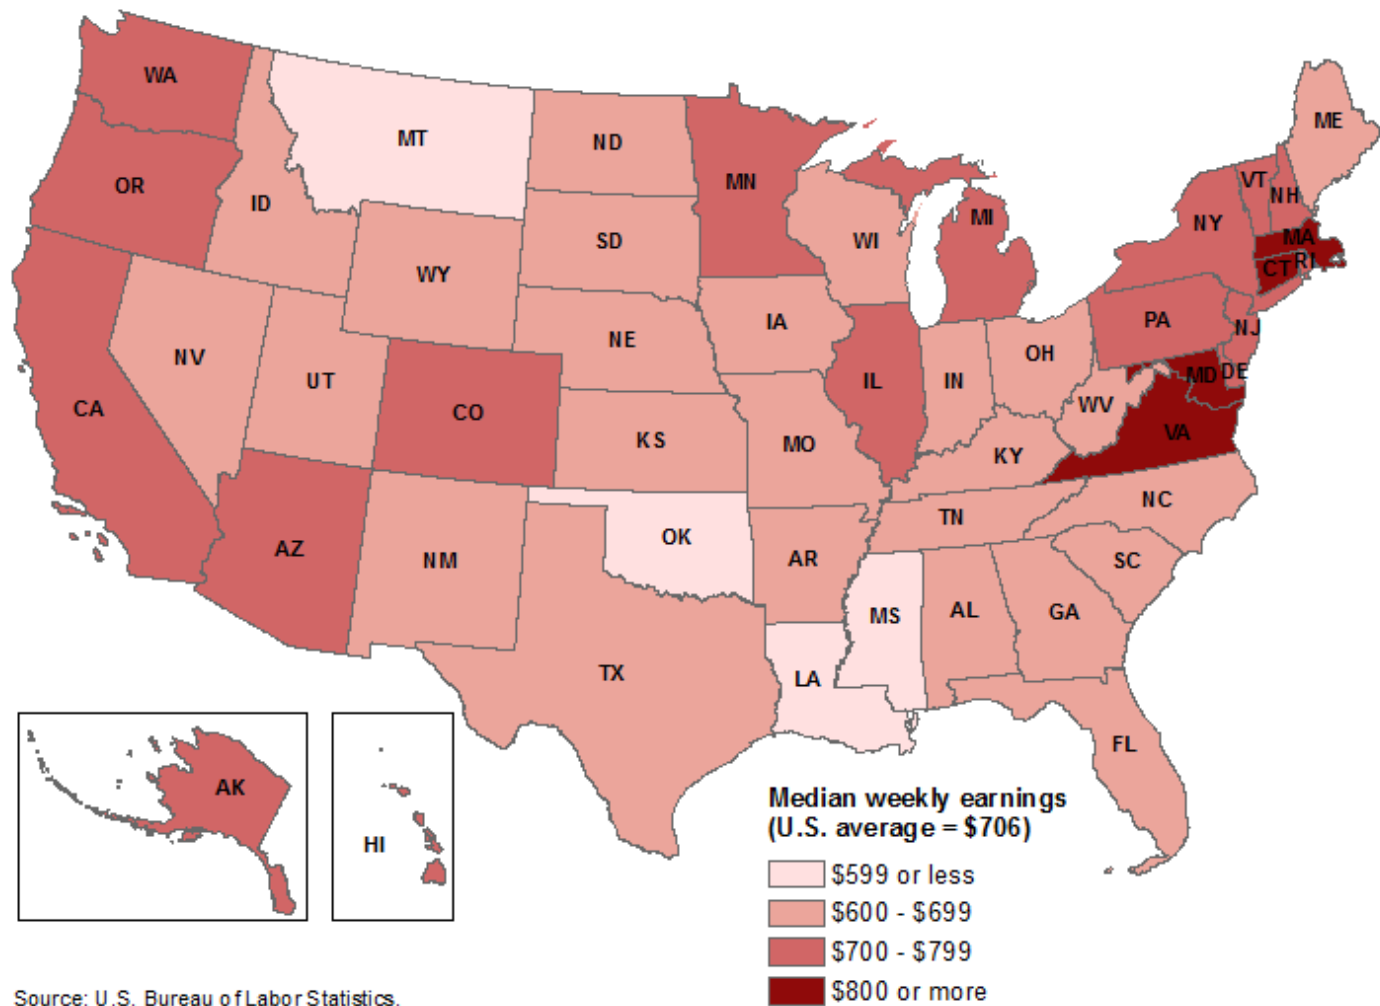 WA
MT
ND
ME
OR
ID
MN
VT
NH
MI
NY
SD
WI
MA
WY
CT
RI
IA
PA
NE
NJ
NV
OH
UT
IL
IN
MD
DE
CA
CO
WV
KS
MO
VA
KY
NC
TN
OK
AZ
NM
AR
SC
MS
AL
GA
TX
LA
FL
AK
HI
Median weekly earnings
(U.S. average = $706)
$599 or less
$600 - $699
$700 - $799
$800 or more
Source: U.S. Bureau of Labor Statistics.